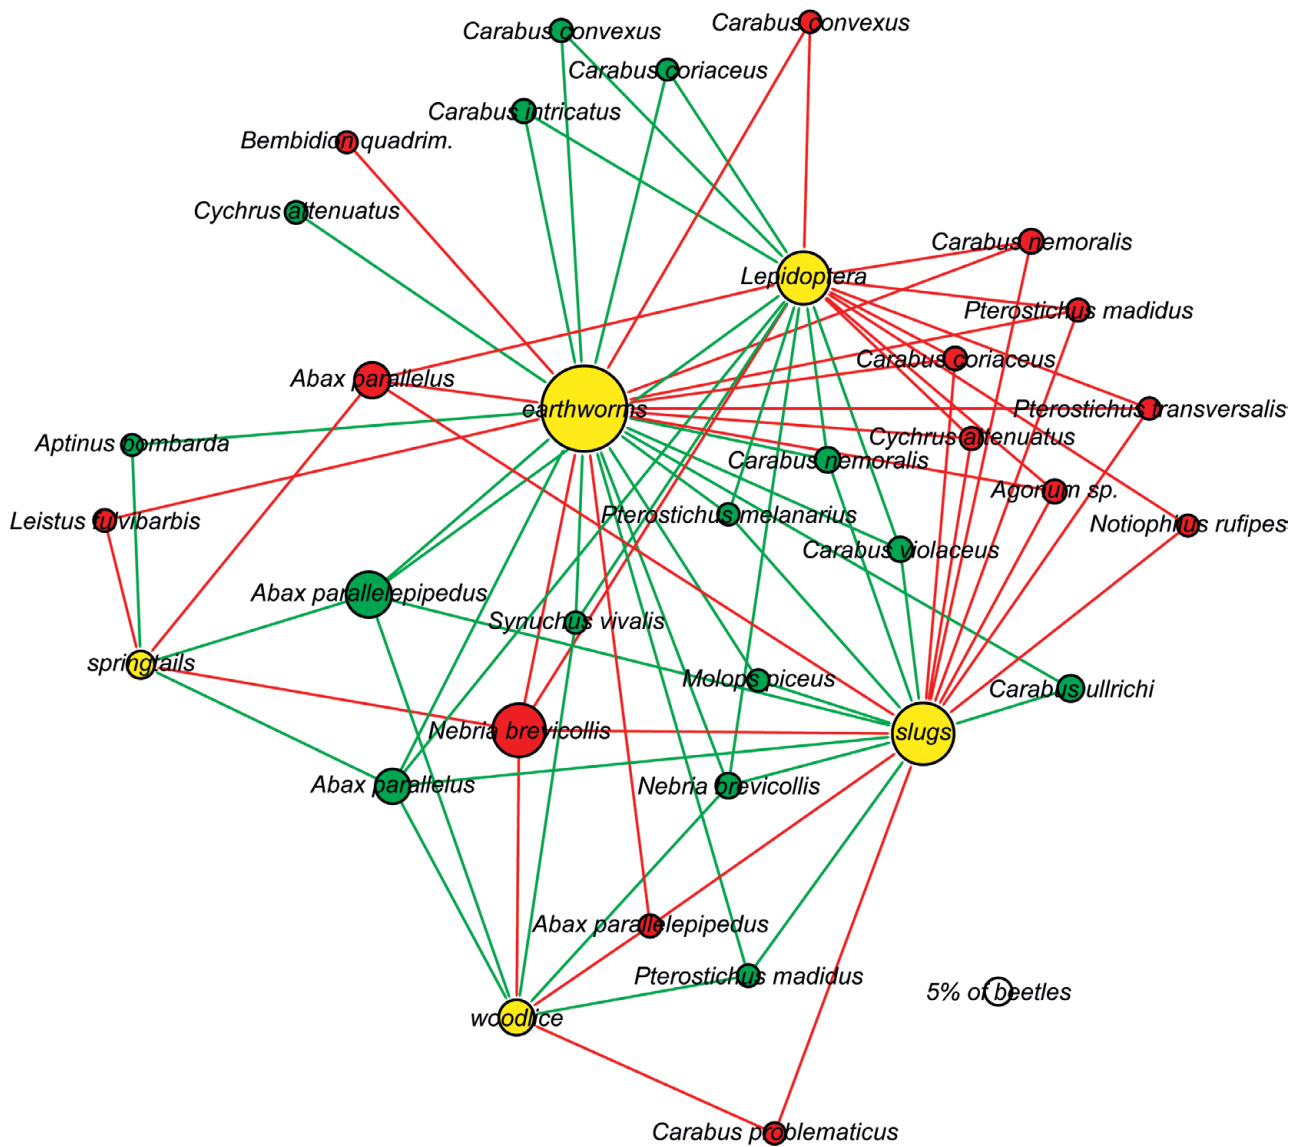 Carabus convexus
Carabus convexus
Carabus coriaceus
Carabus intricatus
Bembidion quadrim.
Cychrus attenuatus
Carabus nemoralis
Lepidoptera
Pterostichus madidus
Carabus coriaceus
Abax parallelus
earthworms
Pterostichus transversalis
Cychrus attenuatus
Aptinus bombarda
Carabus nemoralis
Agonum sp.
Leistus fulvibarbis
Pterostichus melanarius
Notiophilus rufipes
Carabus violaceus
Abax parallelepipedus
Synuchus vivalis
springtails
Molops piceus
Carabus ullrichi
Nebria brevicollis
slugs
Abax parallelus
Nebria brevicollis
Abax parallelepipedus
Pterostichus madidus
5% of beetles
woodlice
Carabus problematicus